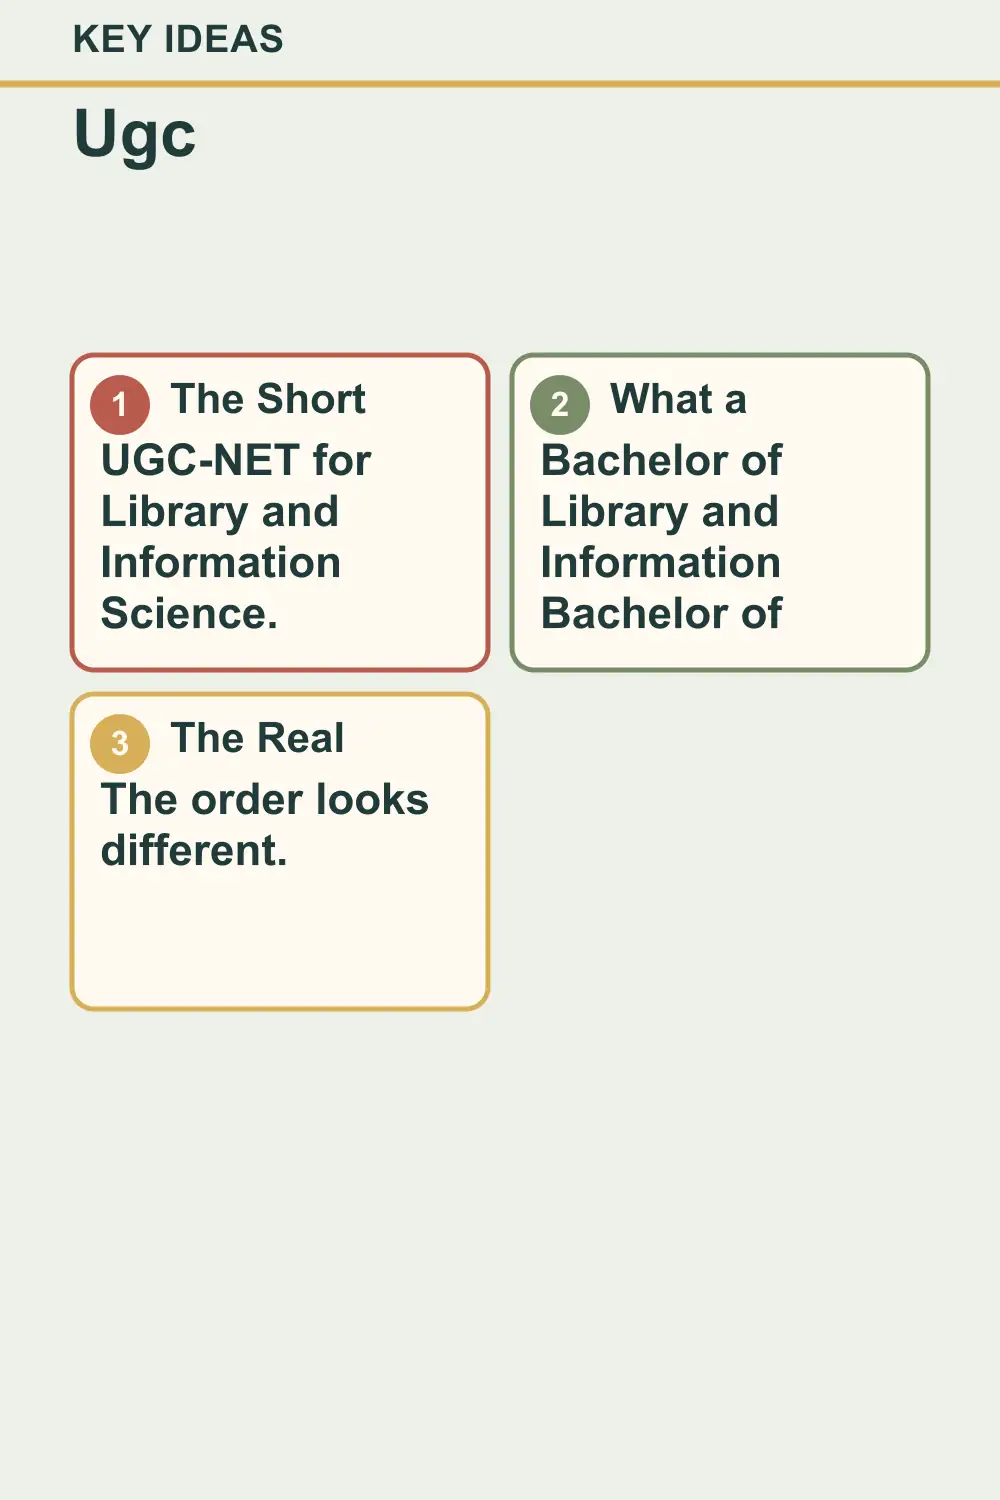 KEY IDEAS
Ugc
1 The Short
UGC-NET for
Library and
Information
Science.
2 What a
Bachelor of
Library and
Information
Bachelor of
3 The Real
The order looks
different.